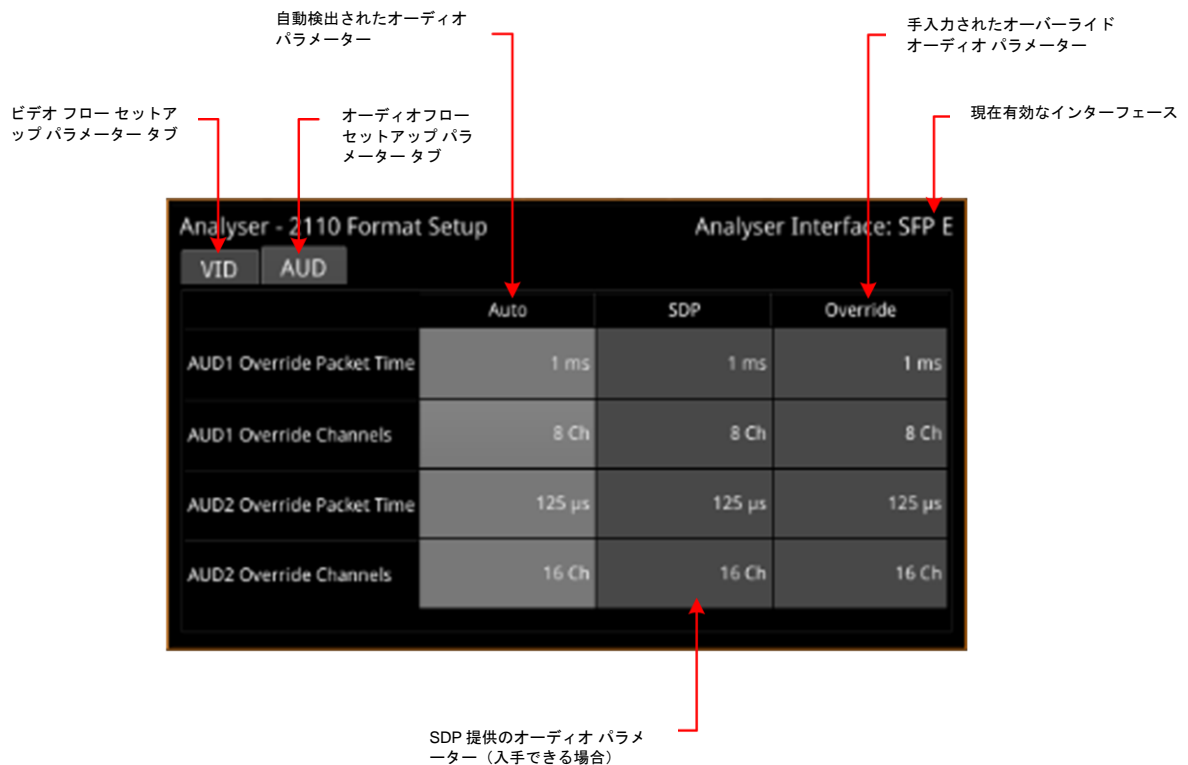 自動検出されたオーディオ
パラメーター
手入力されたオーバーライド
オーディオ パラメーター
ビデオ フロー セットア
ップ パラメーター タブ
オーディオフロー
セットアップ パラ
メーター タブ
現在有効なインターフェース
Analyser - 2110 Format Setup
Analyser Interface: SFP E
VID
AUD
Auto
SDP
Override
AUD1 Override Packet Time
1 ms
1 ms
1 ms
AUD1 Override Channels
8 Ch
8 Ch
8 Ch
AUD2 Override Packet Time
125 µs
125 µs
125 µs
AUD2 Override Channels
16 Ch
16 Ch
16 Ch
SDP 提供のオーディオ パラメ
ーター（入手できる場合）